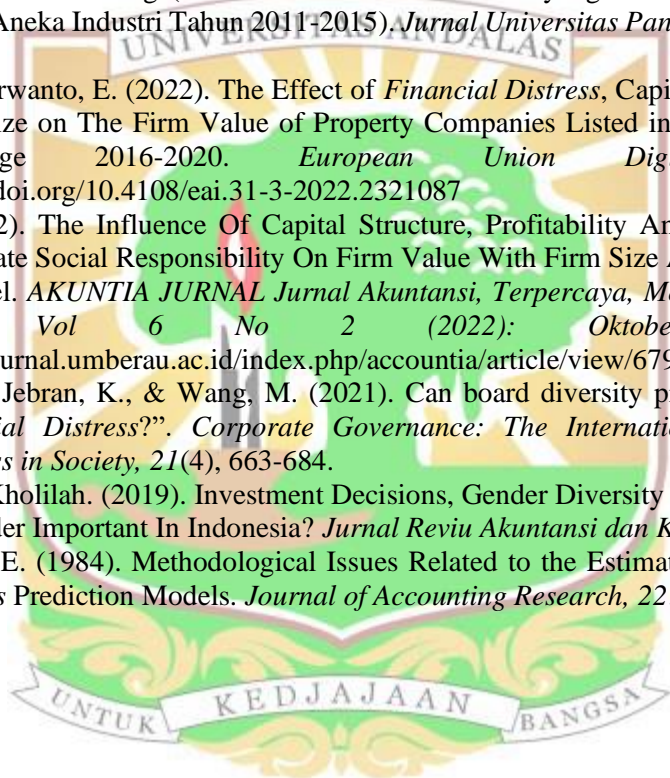 Aneka Industri Tahun 2011-2015). Jurnal Universitas Pan
UNIVERSITAS ANDALAS
rwanto, E. (2022). The Effect of Financial Distress, Capi
ize on The Firm Value of Property Companies Listed in
ge 2016-2020. European Union Dig
doi.org/10.4108/eai.31-3-2022.2321087
2). The Influence Of Capital Structure, Profitability An
ate Social Responsibility On Firm Value With Firm Size
el. AKUNTIA JURNAL Jurnal Akuntansi, Terpercaya, M
Vol 6 No 2 (2022): Oktobe
urnal.umberau.ac.id/index.php/accountia/article/view/679
Jebran, K., & Wang, M. (2021). Can board diversity p
ial Distress?”. Corporate Governance: The Internatio
ss in Society, 21(4), 663-684.
Kholilah. (2019). Investment Decisions, Gender Diversity
der Important In Indonesia? Jurnal Reviu Akuntansi dan K
E. (1984). Methodological Issues Related to the Estimat
s Prediction Models. Journal of Accounting Research, 22
UNTUK KEDJAJAAN BANGSA